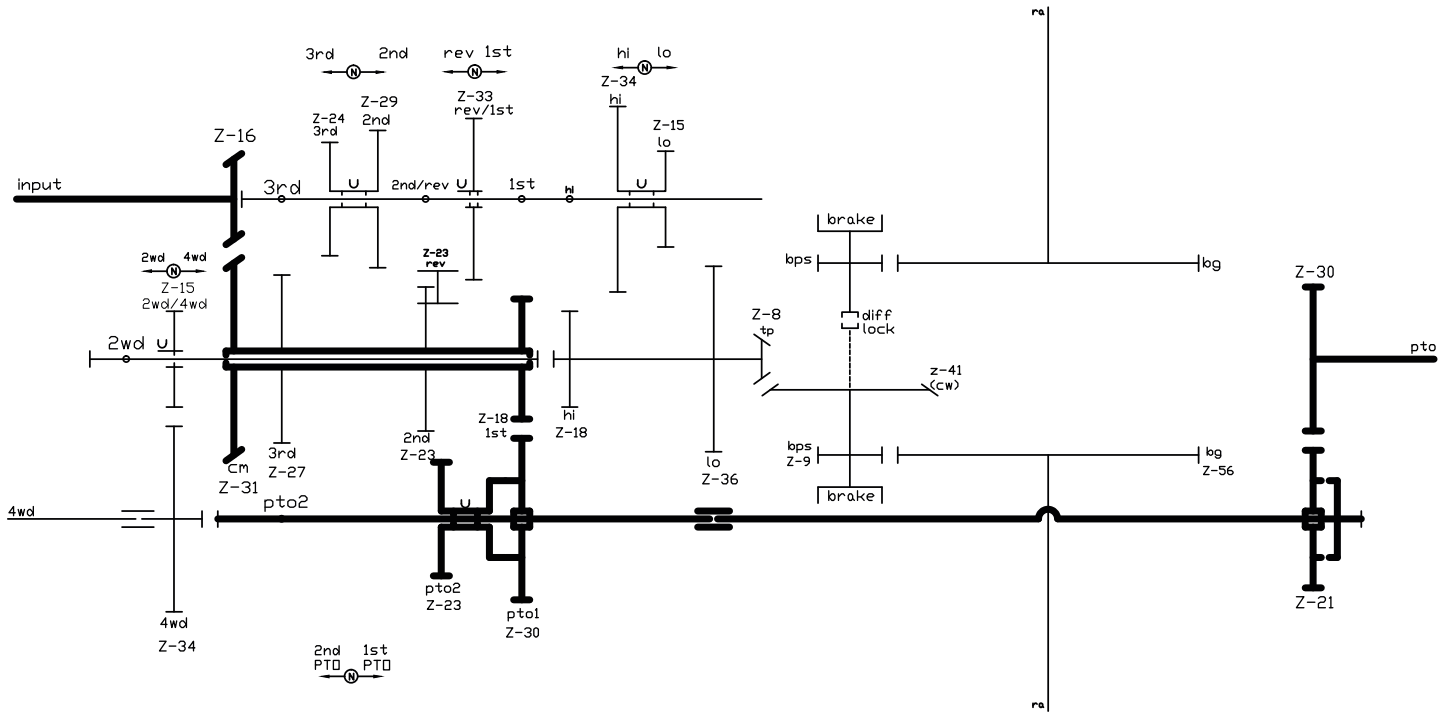 ra
3rd 2nd
rev 1st
hi lo
N
N
N
Z-34
hi
Z-29
2nd
Z-33
rev/1st
Z-24
3rd
Z-15
lo
Z-16
input
3rd
U
2nd/rev
U
1st
hi
U
brake
2wd 4wd
N
Z-15
2wd/4wd
Z-23
rev
bps
bg
Z-30
Z-8
tp
diff
lock
2wd
U
pto
z-41
(cw)
hi
Z-18
Z-18
1st
2nd
Z-23
3rd
Z-27
cm
Z-31
lo
Z-36
bps
Z-9
bg
Z-56
brake
pto2
U
4wd
pto2
Z-23
pto1
Z-30
Z-21
4wd
Z-34
2nd 1st
PTO PTO
N
ra